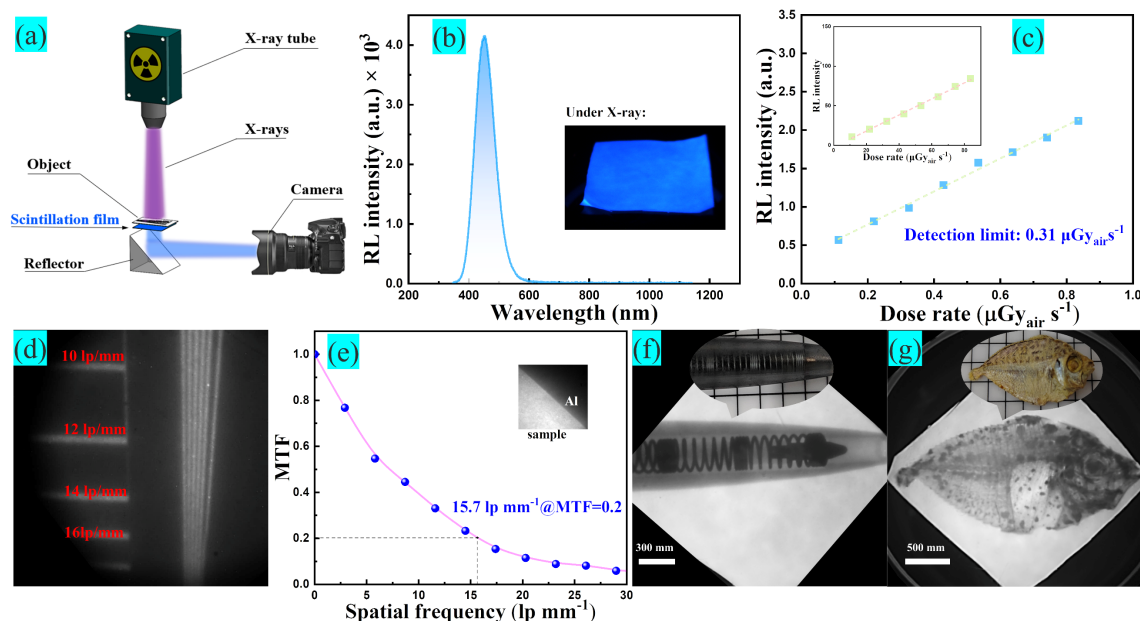 (a)
X-ray tube
X-rays
Object
Scintillation film
Camera
Reflector
(b)
RL intensity (a.u.) × 10³
4.0
3.0
2.0
1.0
0.0
200
400
600
800
1000
1200
Wavelength (nm)
Under X-ray:
(c)
RL intensity (a.u.)
3.5
3.0
2.5
2.0
1.5
1.0
0.5
0.0
0.0
0.2
0.4
0.6
0.8
1.0
Dose rate (μGyair s⁻¹)
RL intensity
150
100
50
0
0
20
40
60
80
Dose rate (μGyair s⁻¹)
Detection limit: 0.31 μGyairs⁻¹
(d)
10 lp/mm
12 lp/mm
14 lp/mm
16lp/mm
(e)
MTF
1.0
0.8
0.6
0.4
0.2
0.0
0
5
10
15
20
25
30
Spatial frequency (lp mm⁻¹)
Al
sample
15.7 lp mm⁻¹@MTF=0.2
(f)
300 mm
(g)
500 mm